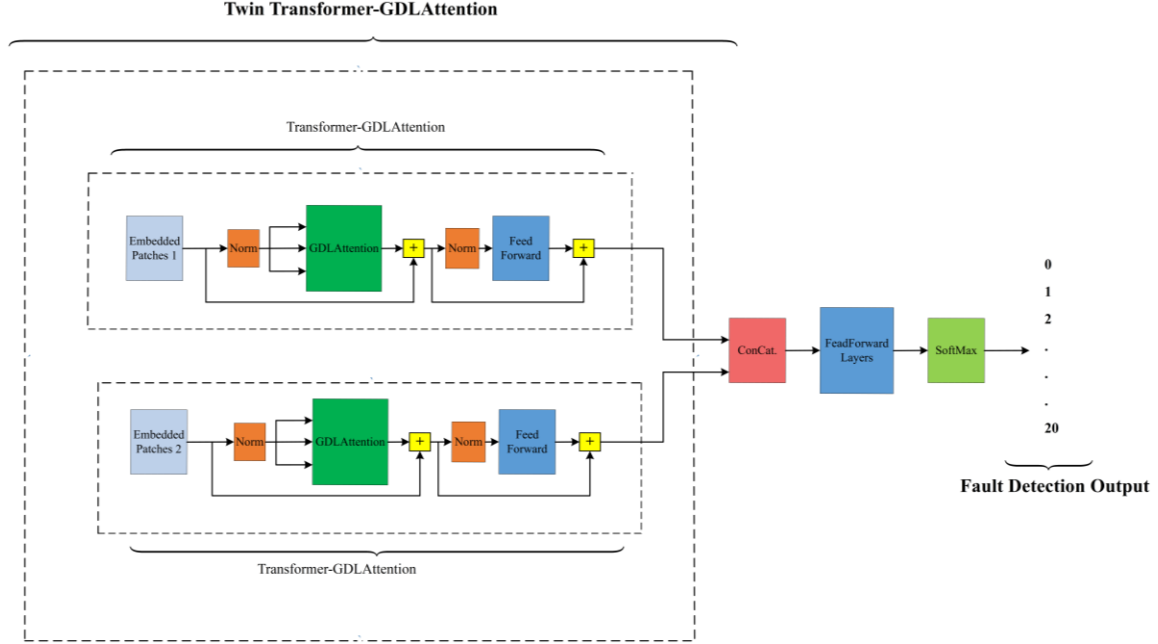 Twin Transformer-GDLAttention
Transformer-GDLAttention
Embedded
Patches 1
Norm
GDLAttention
+
Norm
Feed
Forward
+
ConCat.
FeadForward
Layers
SoftMax
0
1
2
.
.
.
20
Fault Detection Output
Embedded
Patches 2
Norm
GDLAttention
+
Norm
Feed
Forward
+
Transformer-GDLAttention